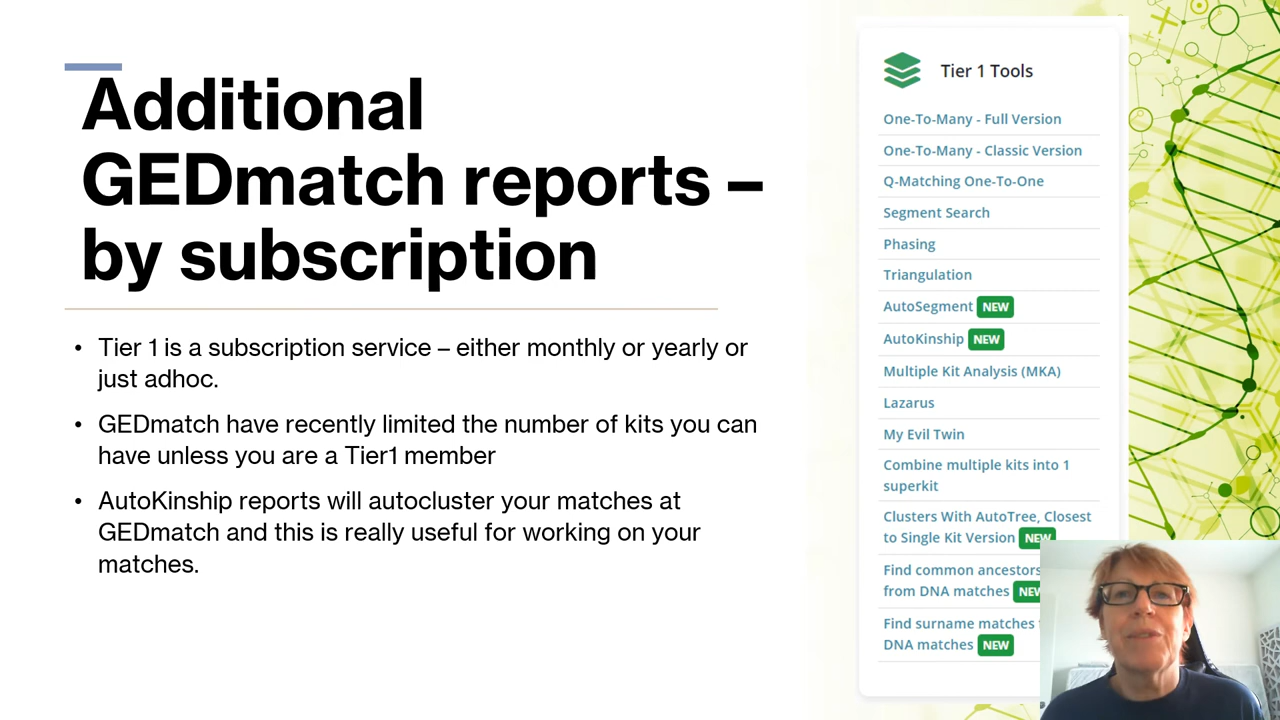 Additional
GEDmatch reports –
by subscription
• Tier 1 is a subscription service – either monthly or yearly or
just adhoc.
• GEDmatch have recently limited the number of kits you can
have unless you are a Tier1 member
• AutoKinship reports will autocluster your matches at
GEDmatch and this is really useful for working on your
matches.
Tier 1 Tools
One-To-Many - Full Version
One-To-Many - Classic Version
Q-Matching One-To-One
Segment Search
Phasing
Triangulation
AutoSegment NEW
AutoKinship NEW
Multiple Kit Analysis (MKA)
Lazarus
My Evil Twin
Combine multiple kits into 1
superkit
Clusters With AutoTree, Closest
to Single Kit Version NEW
Find common ancestors
from DNA matches NEW
Find surname matches
DNA matches NEW